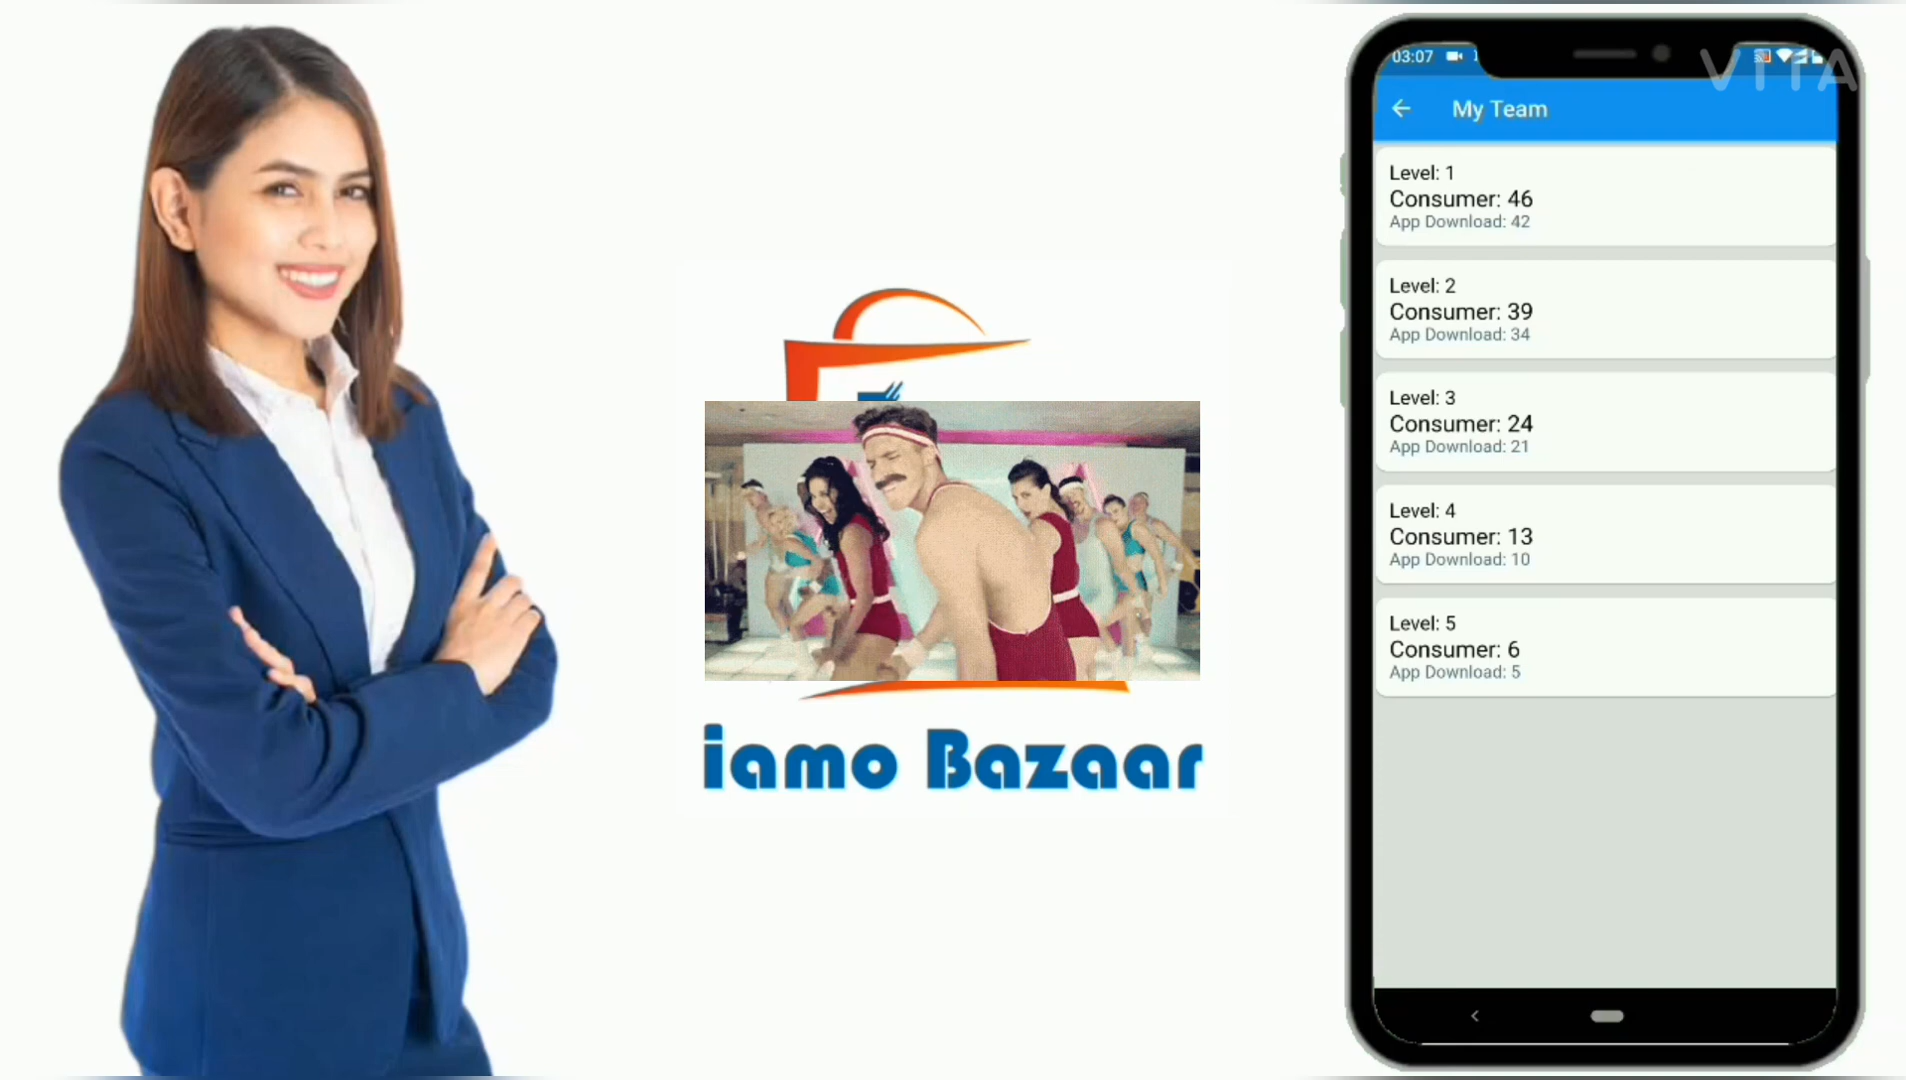 iamo Bazaar
03:07
VITA
My Team
Level: 1
Consumer: 46
App Download: 42
Level: 2
Consumer: 39
App Download: 34
Level: 3
Consumer: 24
App Download: 21
Level: 4
Consumer: 13
App Download: 10
Level: 5
Consumer: 6
App Download: 5